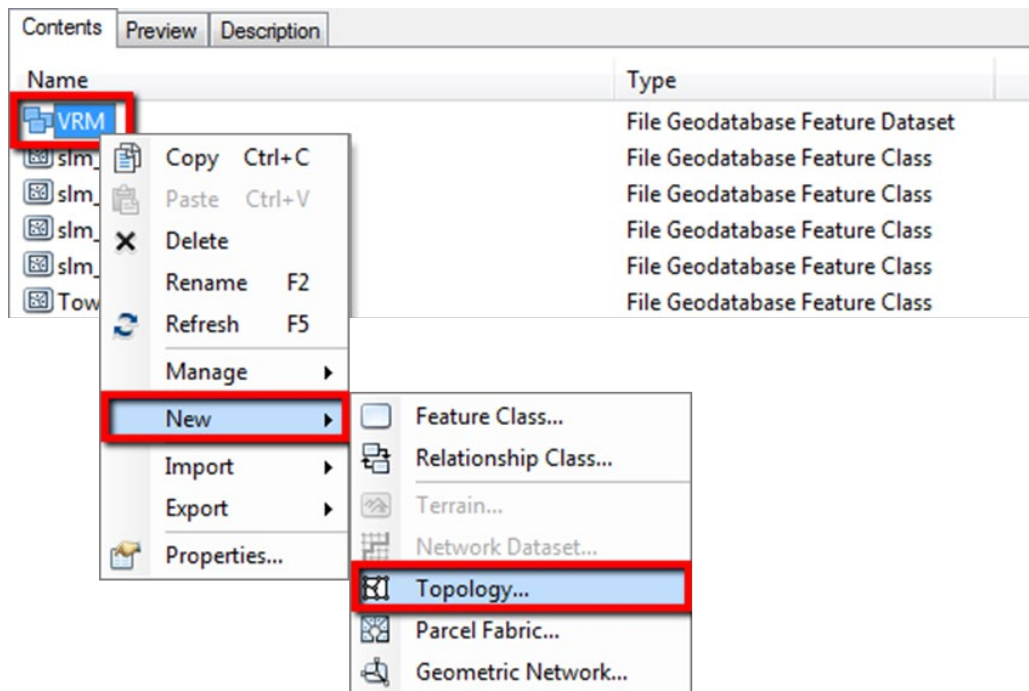 Contents Preview Description
Name Type
VRM File Geodatabase Feature Dataset
slm_ File Geodatabase Feature Class
slm_ File Geodatabase Feature Class
slm_ File Geodatabase Feature Class
slm_ File Geodatabase Feature Class
Tow File Geodatabase Feature Class
Copy Ctrl+C
Paste Ctrl+V
Delete
Rename F2
Refresh F5
Manage
New
Import
Export
Properties...
Feature Class...
Relationship Class...
Terrain...
Network Dataset...
Topology...
Parcel Fabric...
Geometric Network...